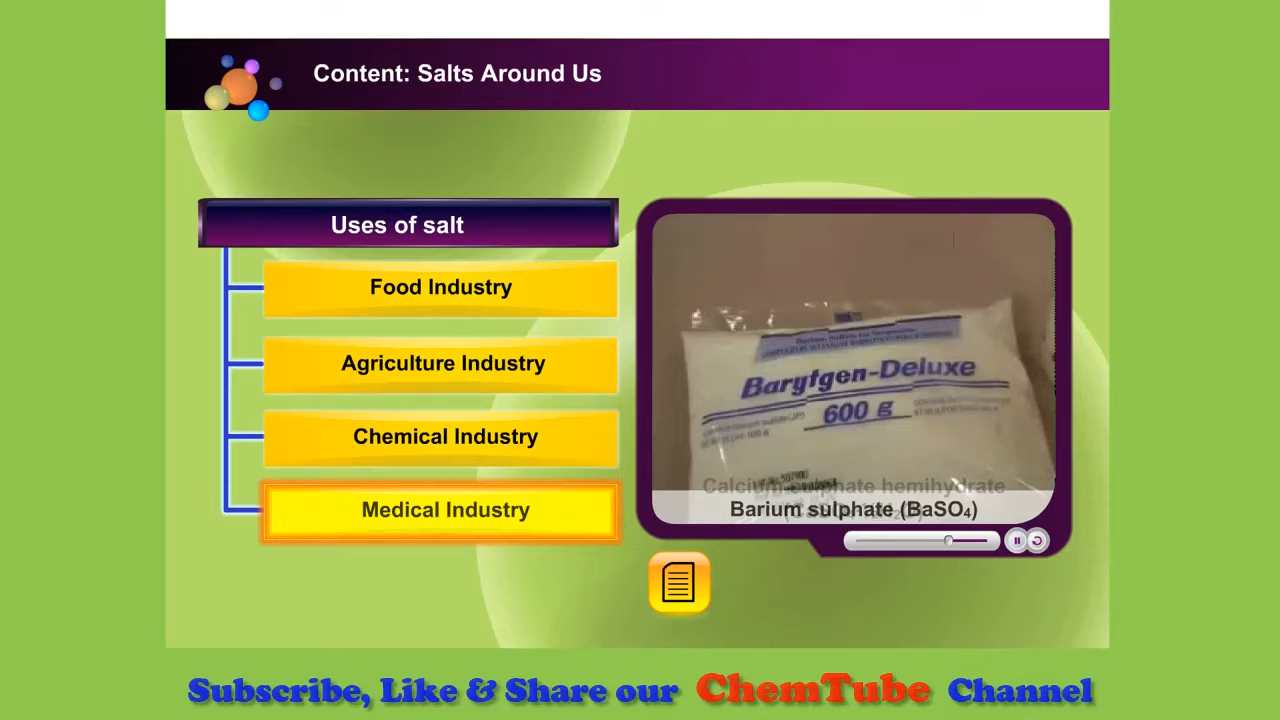 Content: Salts Around Us
Uses of salt
Food Industry
Agriculture Industry
Chemical Industry
Medical Industry
Barytgen-Deluxe
600 g
Calcium sulphate hemihydrate
Barium sulphate (BaSO₄)
Subscribe, Like & Share our ChemTube Channel